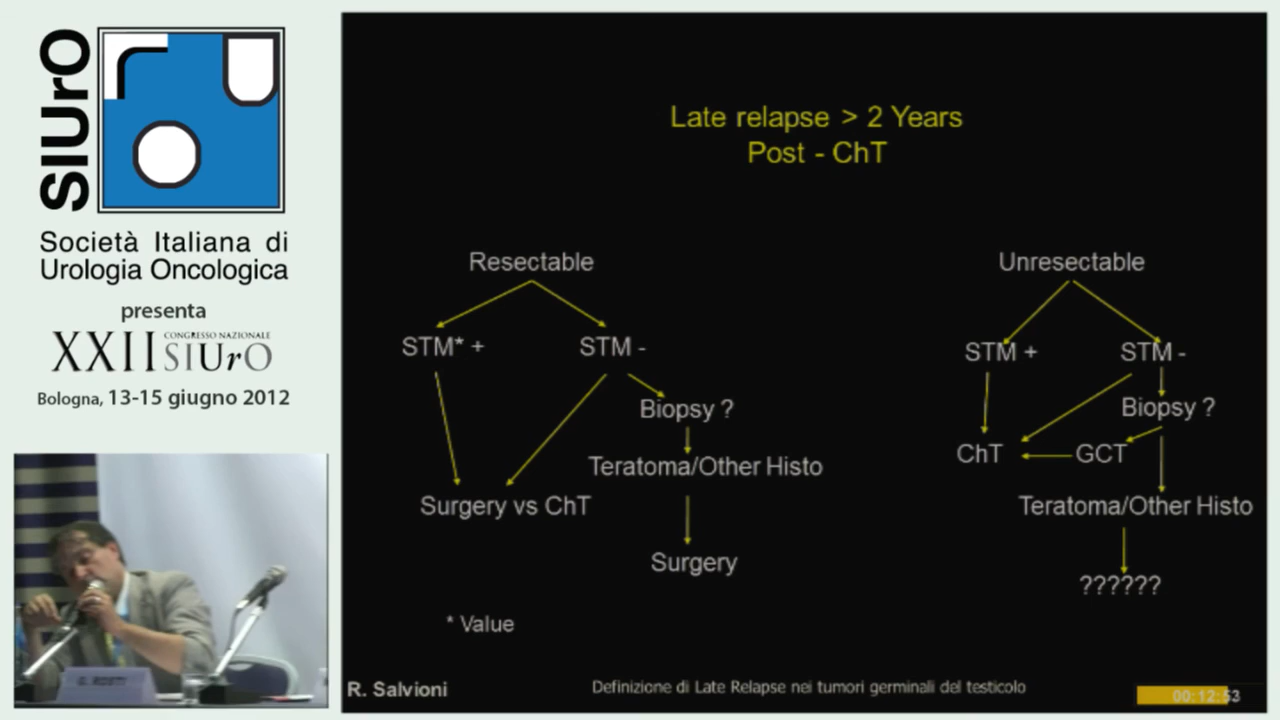 SIUrO
Società Italiana di
Urologia Oncologica
presenta
XXII CONGRESSO NAZIONALE
SIUrO
Bologna, 13-15 giugno 2012
Late relapse > 2 Years
Post - ChT
Resectable
Unresectable
STM* +
STM -
STM +
STM -
Biopsy ?
Biopsy ?
ChT
GCT
Teratoma/Other Histo
Surgery vs ChT
Teratoma/Other Histo
Surgery
??????
* Value
R. Salvioni
Definizione di Late Relapse nei tumori germinali del testicolo
00:12:53
G. ROSTI